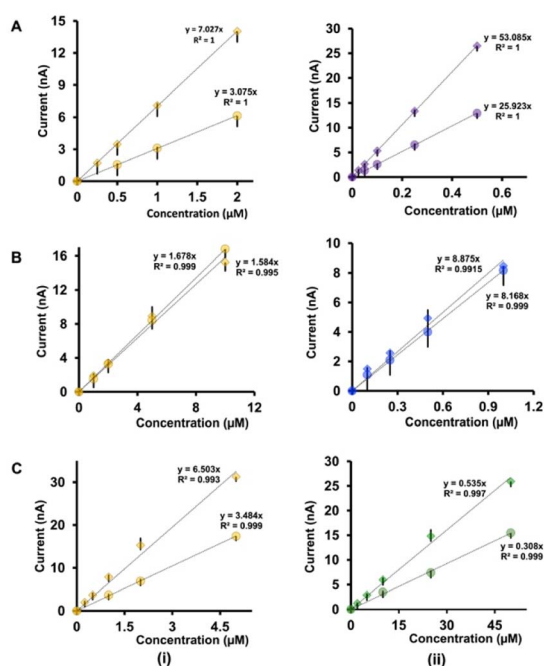 A
15
12
9
6
3
0
Current (nA)
y = 7.027x
R² = 1
y = 3.075x
R² = 1
0
0.5
1
1.5
2
Concentration (µM)
30
25
20
15
10
5
0
Current (nA)
y = 53.085x
R² = 1
y = 25.923x
R² = 1
0
0.2
0.4
0.6
Concentration (µM)
B
16
12
8
4
0
Current (nA)
y = 1.678x
R² = 0.999
y = 1.584x
R² = 0.995
0
4
8
12
Concentration (µM)
10
8
6
4
2
0
Current (nA)
y = 8.875x
R² = 0.9915
y = 8.168x
R² = 0.999
0
0.3
0.6
0.9
1.2
Concentration (µM)
C
30
20
10
0
Current (nA)
y = 6.503x
R² = 0.993
y = 3.484x
R² = 0.999
0
1.5
3
4.5
Concentration (µM)
(i)
30
25
20
15
10
5
0
Current (nA)
y = 0.535x
R² = 0.997
y = 0.308x
R² = 0.999
0
15
30
45
Concentration (µM)
(ii)